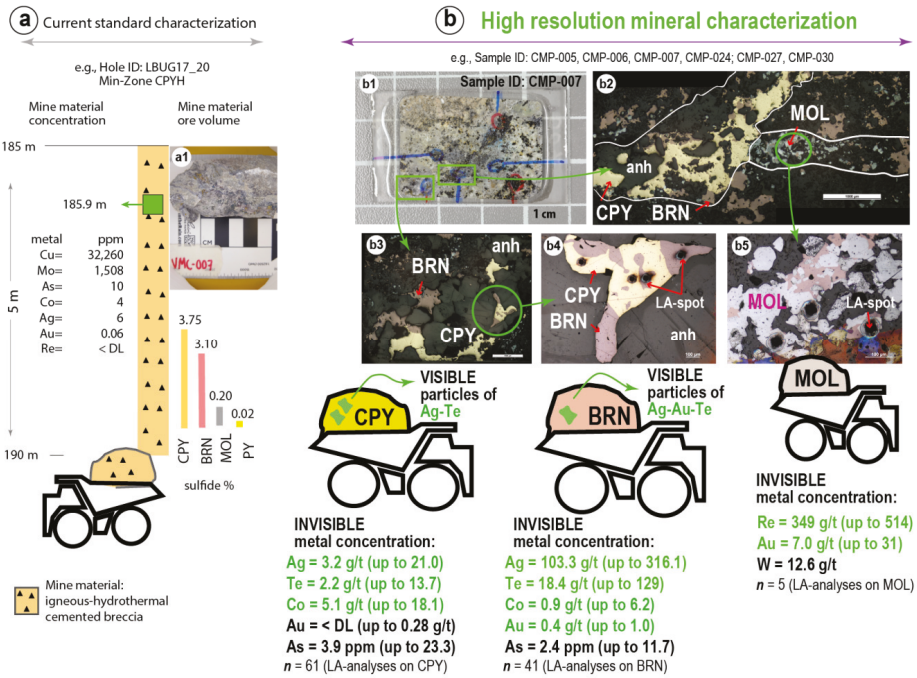 a Current standard characterization
e.g., Hole ID: LBUG17_20
Min-Zone CPYH
Mine material
concentration
Mine material
ore volume
185 m
185.9 m
5 m
190 m
metal ppm
Cu= 32,260
Mo= 1,508
As= 10
Co= 4
Ag= 6
Au= 0.06
Re= < DL
a1
CM
VMC-007
3.75
3.10
0.20
0.02
CPY
BRN
MOL
PY
sulfide %
Mine material:
igneous-hydrothermal
cemented breccia
b High resolution mineral characterization
e.g., Sample ID: CMP-005, CMP-006, CMP-007, CMP-024; CMP-027, CMP-030
b1
Sample ID: CMP-007
1 cm
b2
MOL
anh
CPY
BRN
b3
anh
BRN
CPY
b4
CPY
LA-spot
BRN
anh
100 µm
b5
MOL
LA-spot
100 µm
VISIBLE
particles of
Ag-Te
CPY
INVISIBLE
metal concentration:
Ag = 3.2 g/t (up to 21.0)
Te = 2.2 g/t (up to 13.7)
Co = 5.1 g/t (up to 18.1)
Au = < DL (up to 0.28 g/t)
As = 3.9 ppm (up to 23.3)
n = 61 (LA-analyses on CPY)
VISIBLE
particles of
Ag-Au-Te
BRN
INVISIBLE
metal concentration:
Ag = 103.3 g/t (up to 316.1)
Te = 18.4 g/t (up to 129)
Co = 0.9 g/t (up to 6.2)
Au = 0.4 g/t (up to 1.0)
As = 2.4 ppm (up to 11.7)
n = 41 (LA-analyses on BRN)
MOL
INVISIBLE
metal concentration:
Re = 349 g/t (up to 514)
Au = 7.0 g/t (up to 31)
W = 12.6 g/t
n = 5 (LA-analyses on MOL)